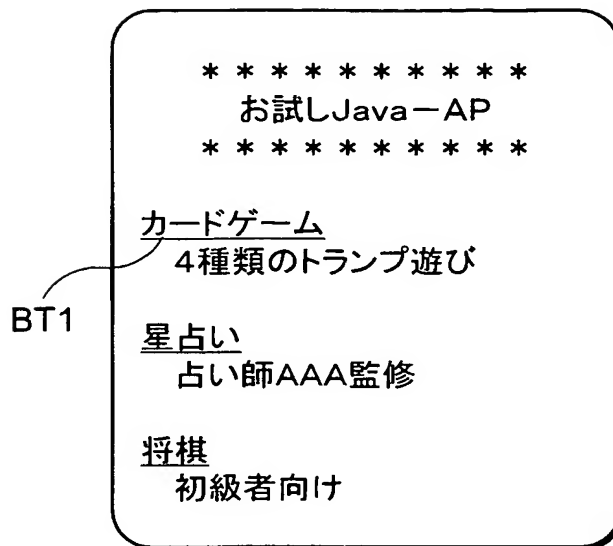 * * * * * * * * * *
お試しJava－AP
* * * * * * * * * *
カードゲーム
4種類のトランプ遊び
BT1
星占い
占い師AAA監修
将棋
初級者向け